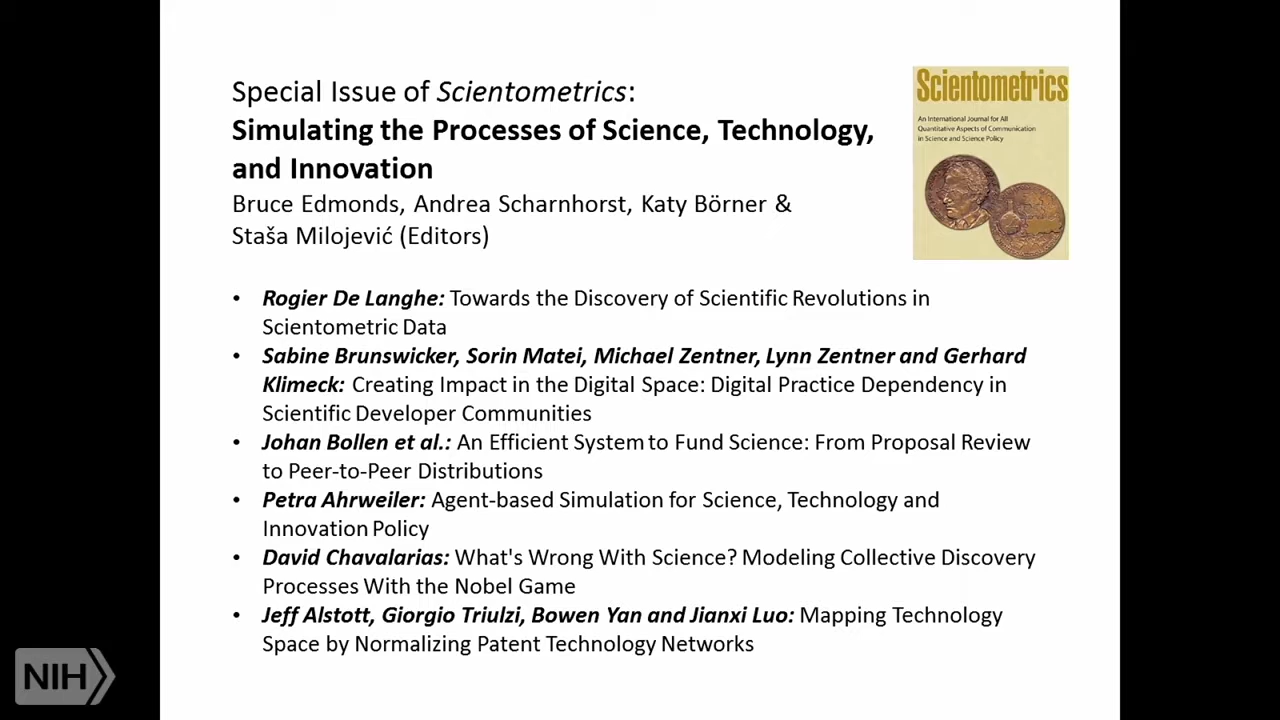 Special Issue of Scientometrics:
Simulating the Processes of Science, Technology,
and Innovation
Bruce Edmonds, Andrea Scharnhorst, Katy Börner &
Staša Milojević (Editors)
Scientometrics
An International Journal for All
Quantitative Aspects of Communication
in Science and Science Policy
• Rogier De Langhe: Towards the Discovery of Scientific Revolutions in
Scientometric Data
• Sabine Brunswicker, Sorin Matei, Michael Zentner, Lynn Zentner and Gerhard
Klimeck: Creating Impact in the Digital Space: Digital Practice Dependency in
Scientific Developer Communities
• Johan Bollen et al.: An Efficient System to Fund Science: From Proposal Review
to Peer-to-Peer Distributions
• Petra Ahrweiler: Agent-based Simulation for Science, Technology and
Innovation Policy
• David Chavalarias: What's Wrong With Science? Modeling Collective Discovery
Processes With the Nobel Game
• Jeff Alstott, Giorgio Triulzi, Bowen Yan and Jianxi Luo: Mapping Technology
Space by Normalizing Patent Technology Networks
NIH